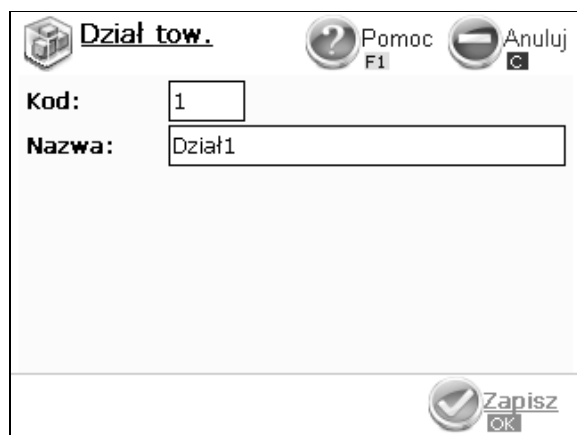 Dział tow.
Pomoc
F1
Anuluj
C
Kod:
1
Nazwa:
Dział1
Zapisz
OK